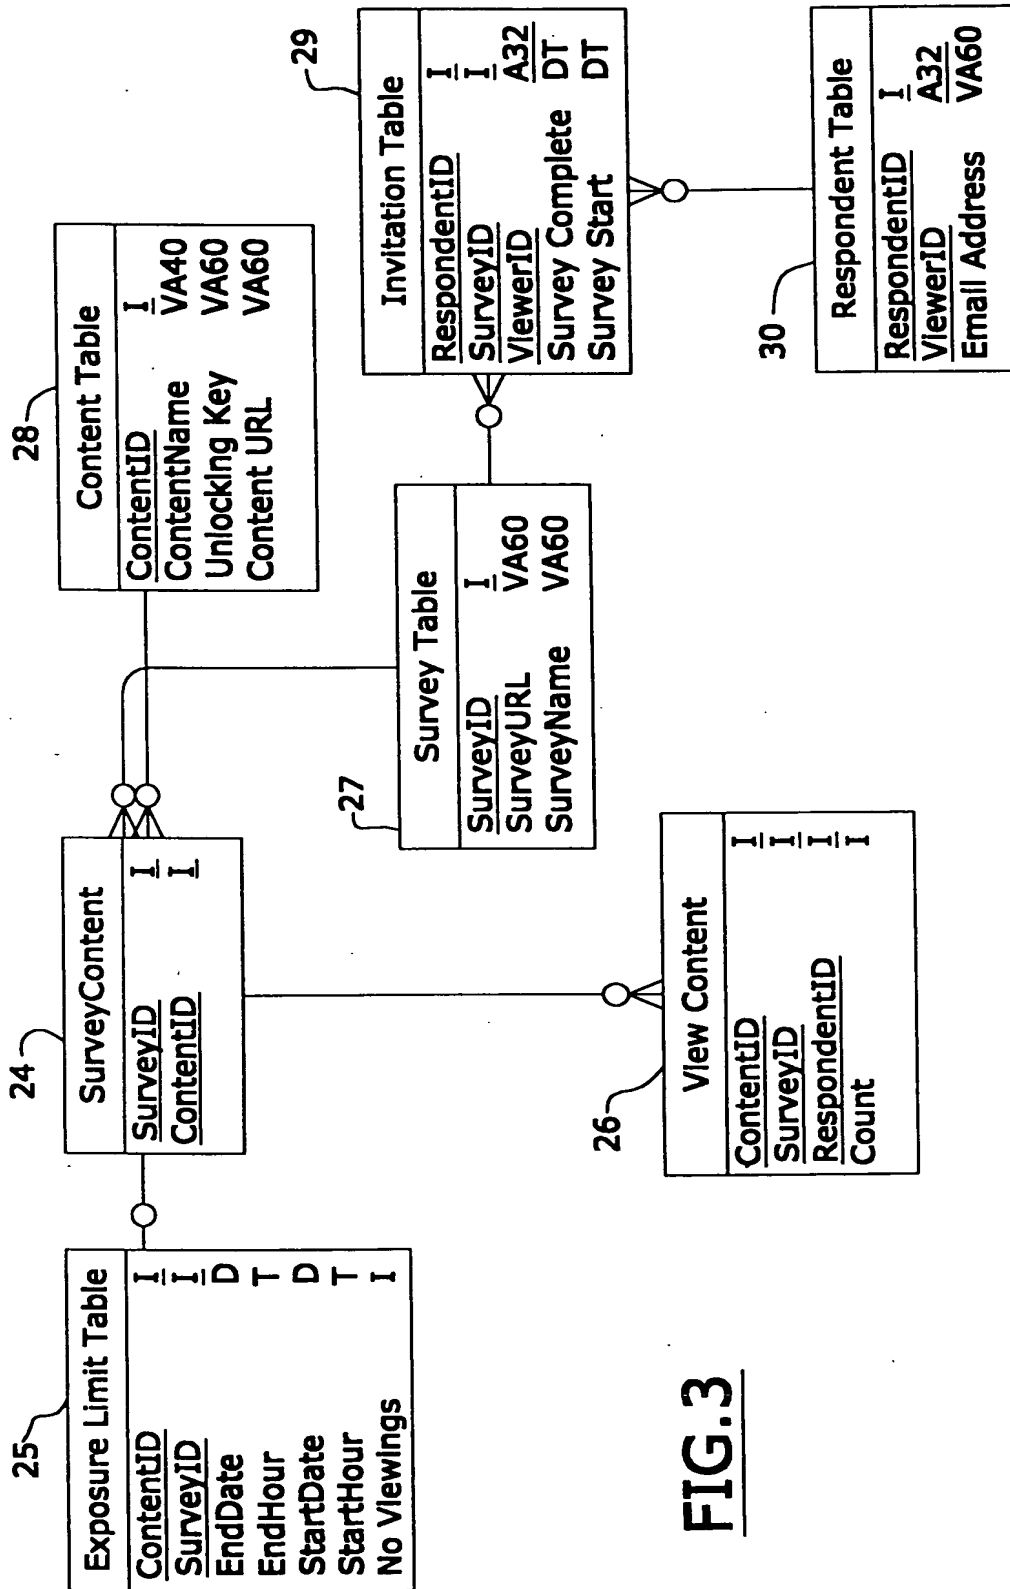 25
Exposure Limit Table
ContentID I
SurveyID I
EndDate D
EndHour T
StartDate D
StartHour T
No Viewings I
24
SurveyContent
SurveyID I
ContentID I
28
Content Table
ContentID I
ContentName VA40
Unlocking Key VA60
Content URL VA60
27
Survey Table
SurveyID I
SurveyURL VA60
SurveyName VA60
29
Invitation Table
RespondentID I
SurveyID I
ViewerID A32
Survey Complete DT
Survey Start DT
26
View Content
ContentID I
SurveyID I
RespondentID I
Count I
30
Respondent Table
RespondentID I
ViewerID A32
Email Address VA60
FIG.3